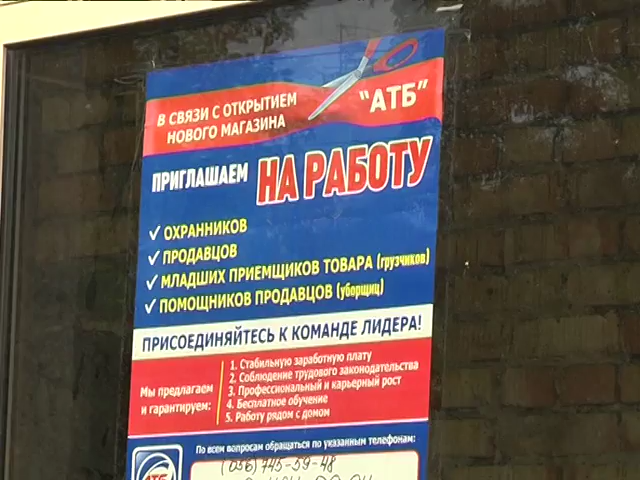 В СВЯЗИ С ОТКРЫТИЕМ
НОВОГО МАГАЗИНА
"АТБ"
ПРИГЛАШАЕМ НА РАБОТУ
✓ ОХРАННИКОВ
✓ ПРОДАВЦОВ
✓ МЛАДШИХ ПРИЕМЩИКОВ ТОВАРА (грузчиков)
✓ ПОМОЩНИКОВ ПРОДАВЦОВ (уборщиц)
ПРИСОЕДИНЯЙТЕСЬ К КОМАНДЕ ЛИДЕРА!
Мы предлагаем
и гарантируем:
1. Стабильную заработную плату
2. Соблюдение трудового законодательства
3. Профессиональный и карьерный рост
4. Бесплатное обучение
5. Работу рядом с домом
По всем вопросам обращаться по указанным телефонам:
АТБ
(056) 745-59-48